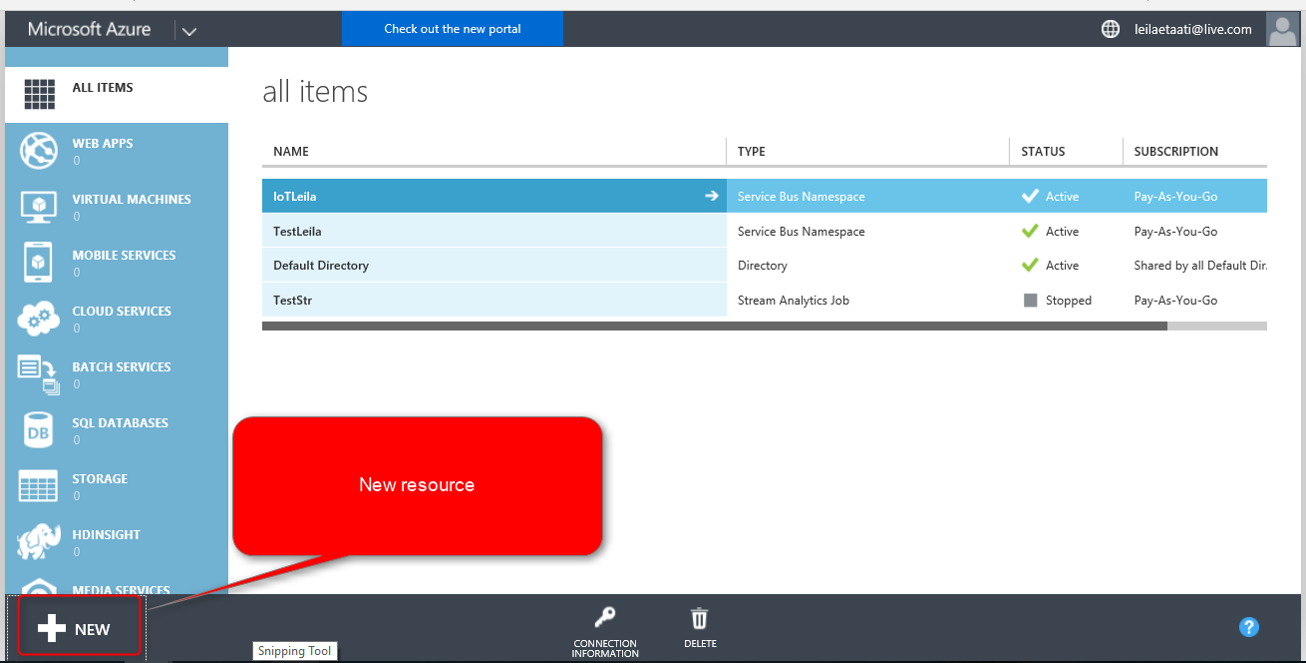 Microsoft Azure
Check out the new portal
leilaetaati@live.com
ALL ITEMS
WEB APPS
0
VIRTUAL MACHINES
0
MOBILE SERVICES
0
CLOUD SERVICES
0
BATCH SERVICES
0
DB
SQL DATABASES
0
STORAGE
0
HDINSIGHT
0
MEDIA SERVICES
all items
NAME TYPE STATUS SUBSCRIPTION
IoTLeila Service Bus Namespace Active Pay-As-You-Go
TestLeila Service Bus Namespace Active Pay-As-You-Go
Default Directory Directory Active Shared by all Default Dir.
TestStr Stream Analytics Job Stopped Pay-As-You-Go
New resource
NEW
Snipping Tool
CONNECTION
INFORMATION
DELETE
?